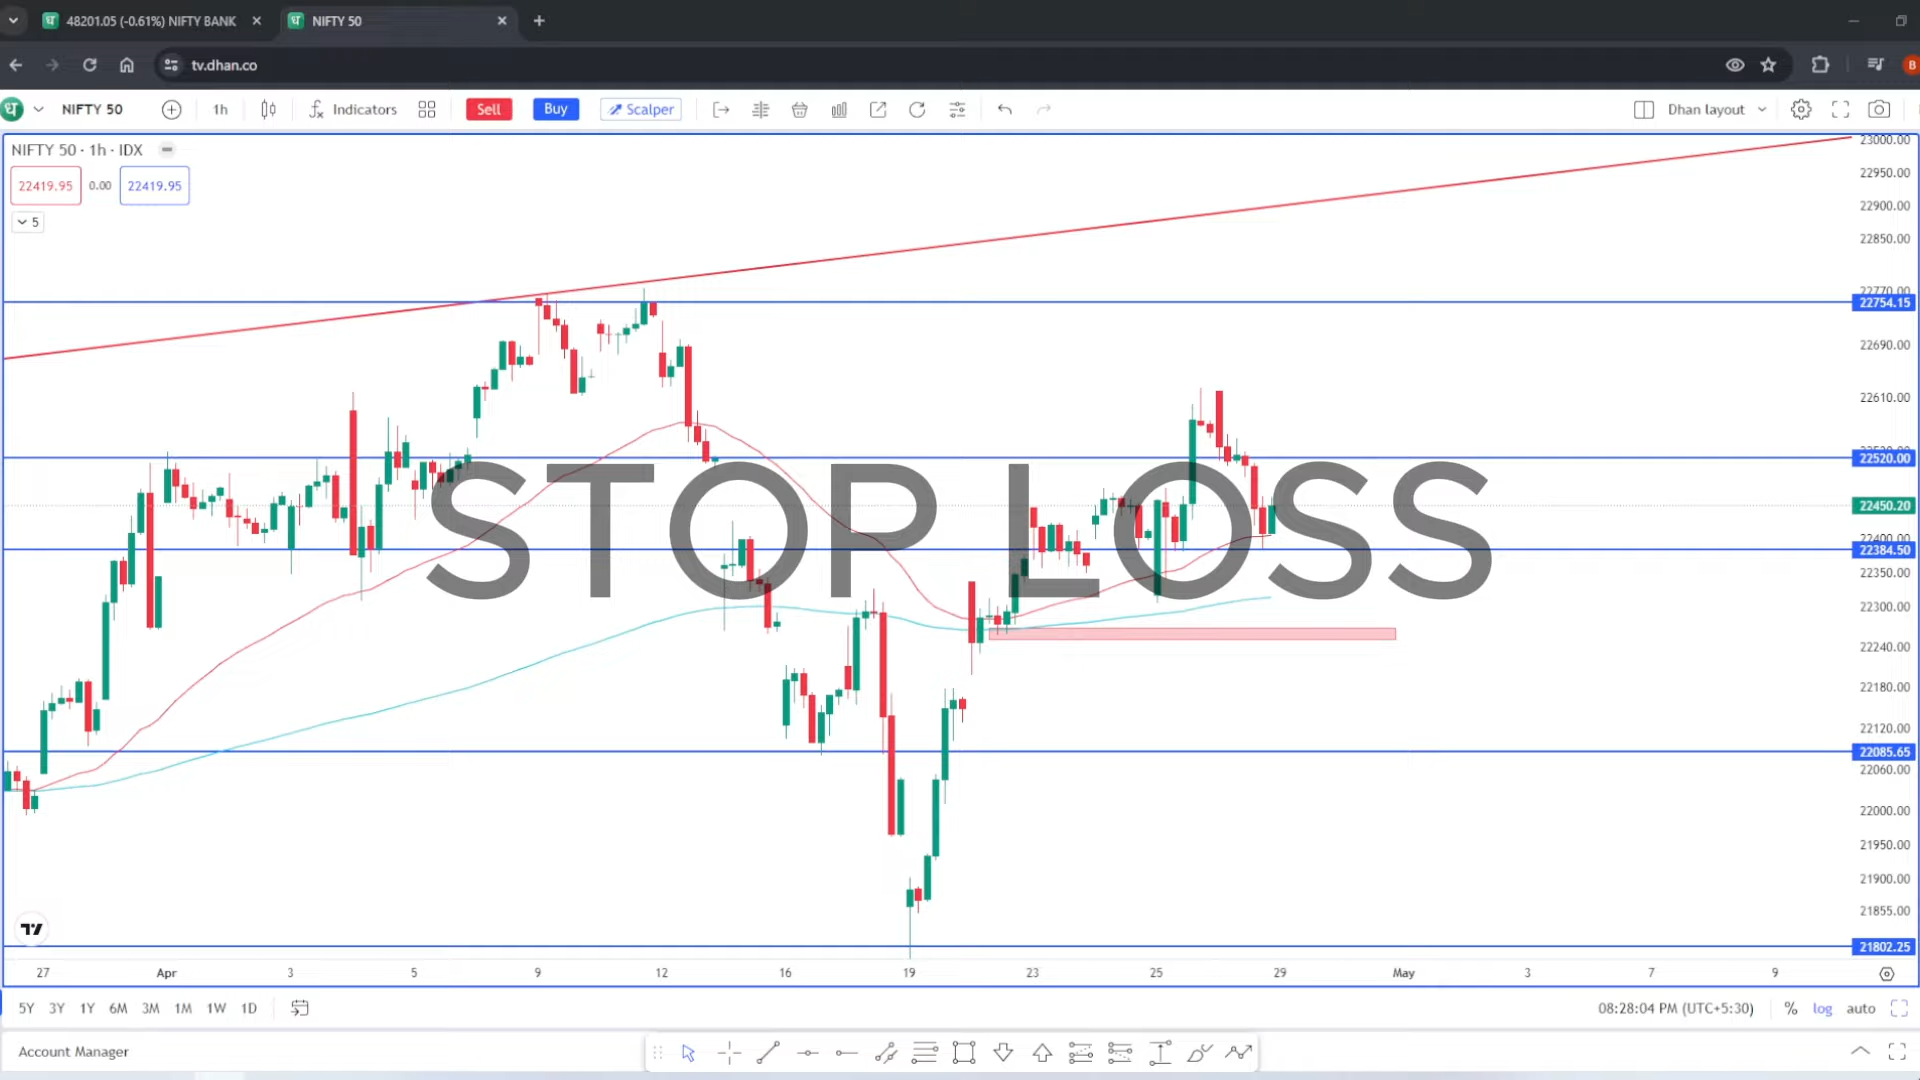 48201.05 (-0.61%) NIFTY BANK
NIFTY 50
tv.dhan.co
B
NIFTY 50
1h
Indicators
Sell
Buy
Scalper
Dhan layout
NIFTY 50 · 1h · IDX
22419.95
0.00
22419.95
5
STOP LOSS
23000.00
22950.00
22900.00
22850.00
22770.00
22754.15
22690.00
22610.00
22520.00
22450.20
22400.00
22384.50
22350.00
22300.00
22240.00
22180.00
22120.00
22085.65
22060.00
22000.00
21950.00
21900.00
21855.00
21802.25
27 Apr 3 5 9 12 16 19 23 25 29 May 3 7 9
5Y 3Y 1Y 6M 3M 1M 1W 1D
08:28:04 PM (UTC+5:30) % log auto
Account Manager